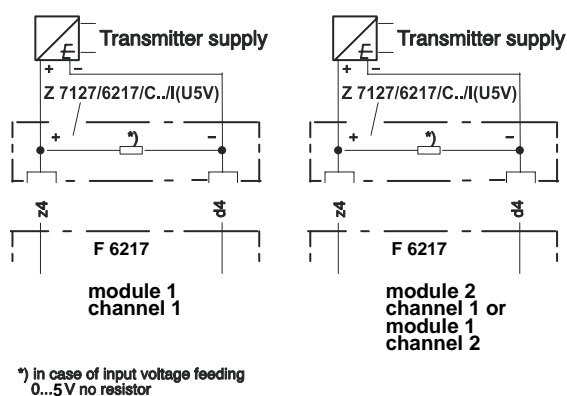 Transmitter supply
+ −
Z 7127/6217/C../I(U5V)
+ *) −
z4 d4
F 6217
module 1
channel 1
Transmitter supply
+ −
Z 7127/6217/C../I(U5V)
+ *) −
z4 d4
F 6217
module 2
channel 1 or
module 1
channel 2
*) in case of input voltage feeding
0...5 V no resistor